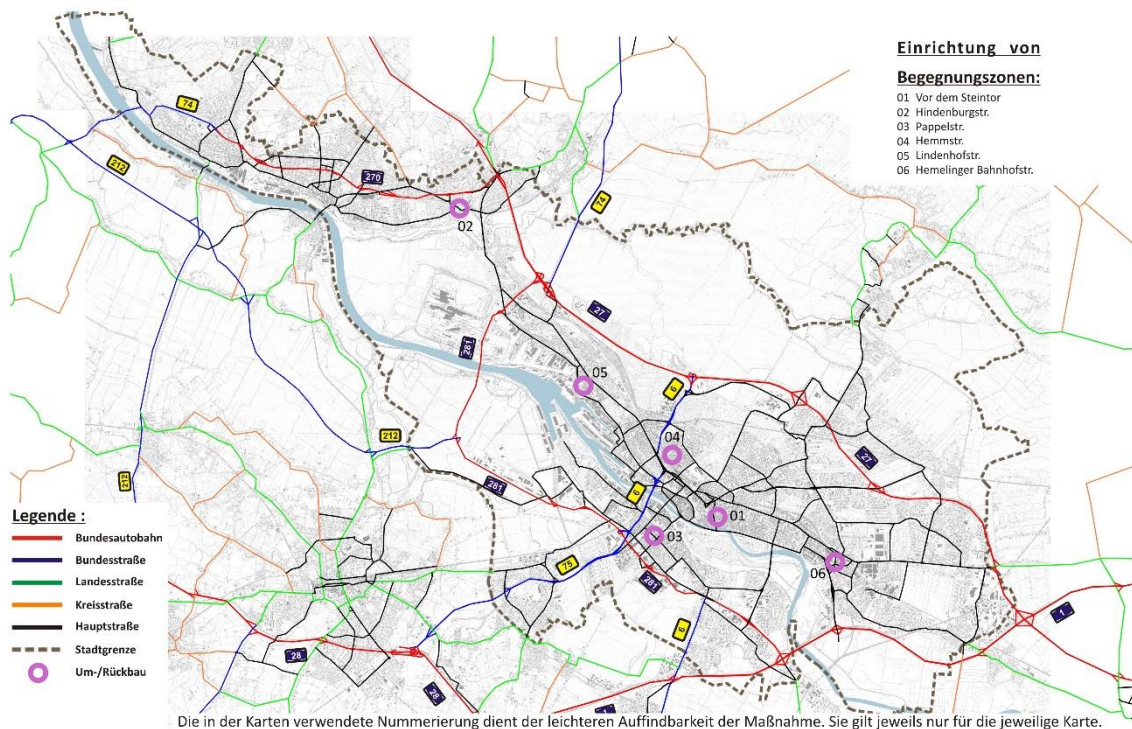 Einrichtung von
Begegnungszonen:
01 Vor dem Steintor
02 Hindenburgstr.
03 Pappelstr.
04 Hemmstr.
05 Lindenhofstr.
06 Hemelinger Bahnhofstr.
74
212
270
02
74
27
281
05
6
04
212
27
212
281
6
01
03
06
75
281
6
1
28
28
1
Legende :
Bundesautobahn
Bundesstraße
Landesstraße
Kreisstraße
Hauptstraße
Stadtgrenze
Um-/Rückbau
Die in der Karten verwendete Nummerierung dient der leichteren Auffindbarkeit der Maßnahme. Sie gilt jeweils nur für die jeweilige Karte.